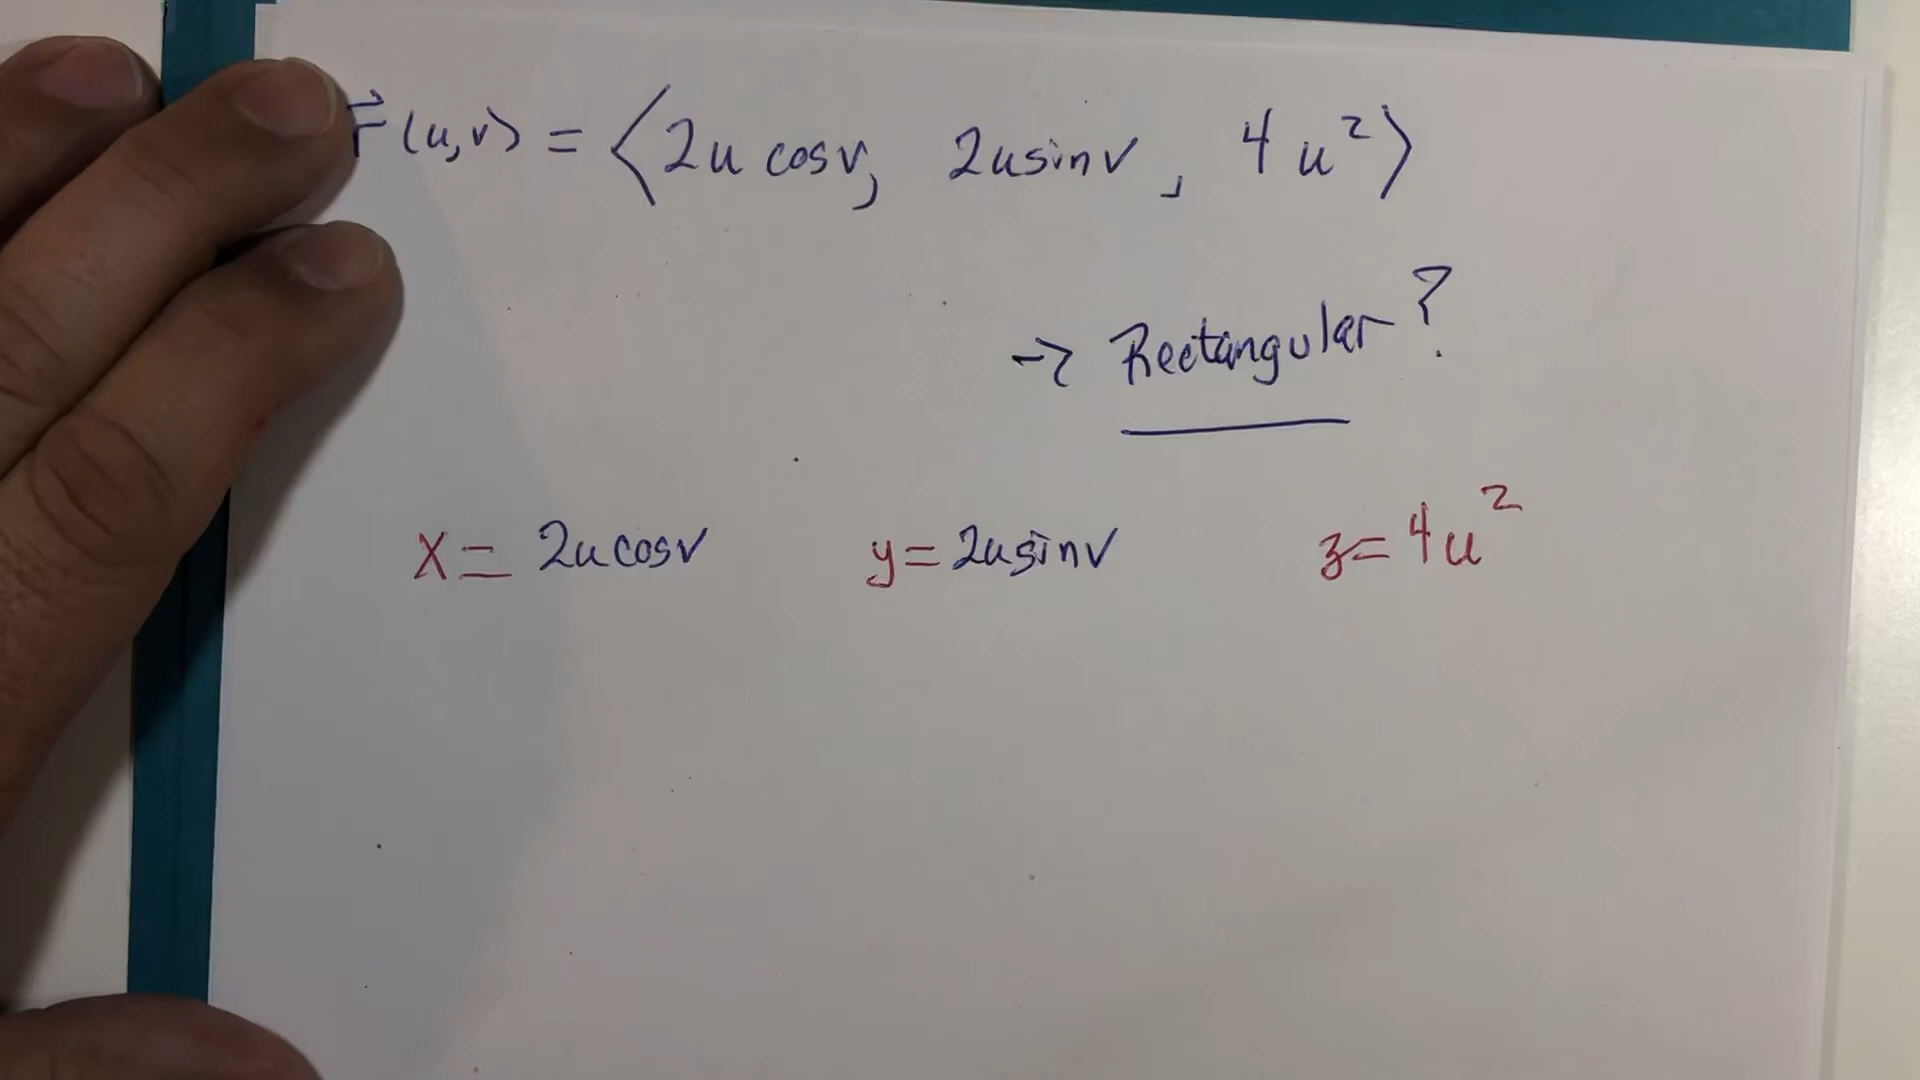 r⃗(u,v) = ⟨2u cosv, 2usinv, 4u²⟩
→ Rectangular?
x = 2ucosv y = 2usinv z = 4u²